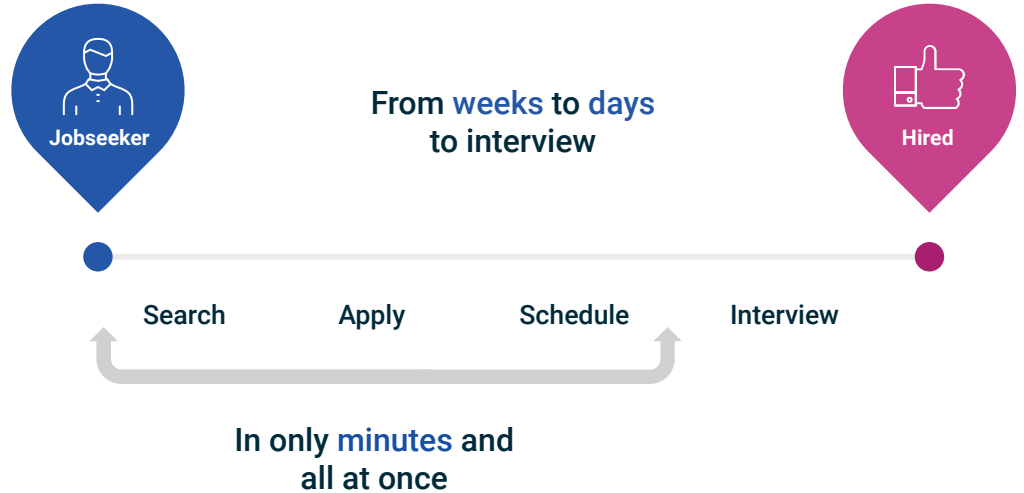 Jobseeker
From weeks to days
to interview
Hired
Search
Apply
Schedule
Interview
In only minutes and
all at once